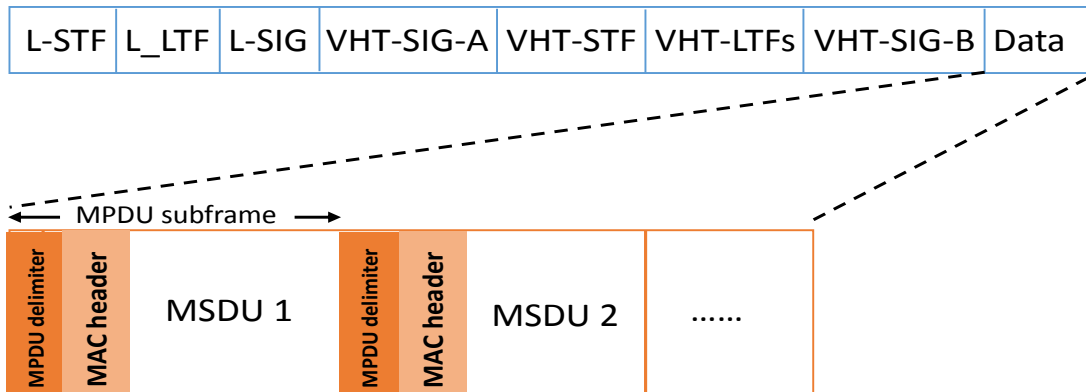 L-STF L_LTF L-SIG VHT-SIG-A VHT-STF VHT-LTFs VHT-SIG-B Data
MPDU subframe
MPDU delimiter MAC header MSDU 1 MPDU delimiter MAC header MSDU 2 ......